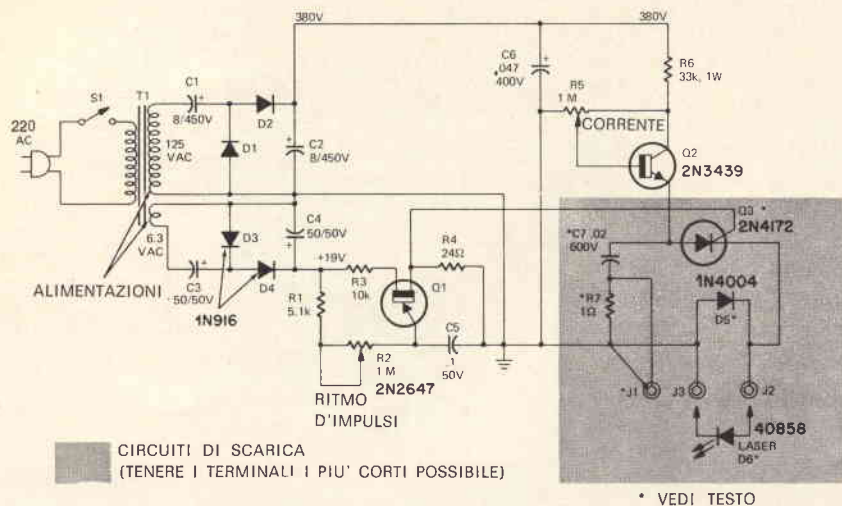 380V
380V
C6
.047
400V
R6
33k, 1W
R5
1 M
CORRENTE
Q2
2N3439
S1
T1
C1
8/450V
D2
220
AC
125
VAC
D1
C2
8/450V
C4
50/50V
6.3
VAC
D3
D4
C3
50/50V
ALIMENTAZIONI
1N916
+19V
R3
10k
R4
24Ω
Q1
R1
5.1k
R2
1 M
2N2647
C5
.1
50V
RITMO
D'IMPULSI
Q3 *
2N4172
*C7 .02
600V
*R7
1Ω
1N4004
D5*
*J1
J3
J2
40858
LASER
D6*
CIRCUITI DI SCARICA
(TENERE I TERMINALI I PIU' CORTI POSSIBILE)
* VEDI TESTO